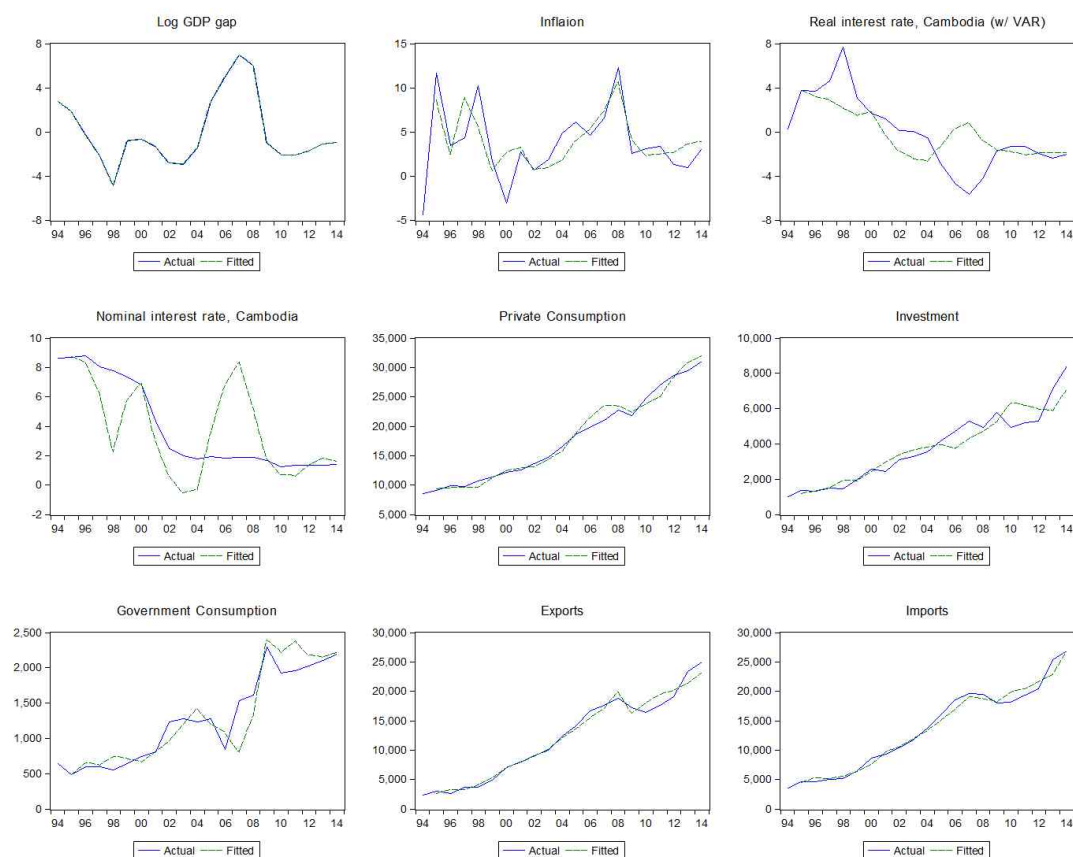 Log GDP gap
8
4
0
-4
-8
94 96 98 00 02 04 06 08 10 12 14
Actual Fitted
Inflaion
15
10
5
0
-5
94 96 98 00 02 04 06 08 10 12 14
Actual Fitted
Real interest rate, Cambodia (w/ VAR)
8
4
0
-4
-8
94 96 98 00 02 04 06 08 10 12 14
Actual Fitted
Nominal interest rate, Cambodia
10
8
6
4
2
0
-2
94 96 98 00 02 04 06 08 10 12 14
Actual Fitted
Private Consumption
35,000
30,000
25,000
20,000
15,000
10,000
5,000
94 96 98 00 02 04 06 08 10 12 14
Actual Fitted
Investment
10,000
8,000
6,000
4,000
2,000
0
94 96 98 00 02 04 06 08 10 12 14
Actual Fitted
Government Consumption
2,500
2,000
1,500
1,000
500
0
94 96 98 00 02 04 06 08 10 12 14
Actual Fitted
Exports
30,000
25,000
20,000
15,000
10,000
5,000
0
94 96 98 00 02 04 06 08 10 12 14
Actual Fitted
Imports
30,000
25,000
20,000
15,000
10,000
5,000
0
94 96 98 00 02 04 06 08 10 12 14
Actual Fitted